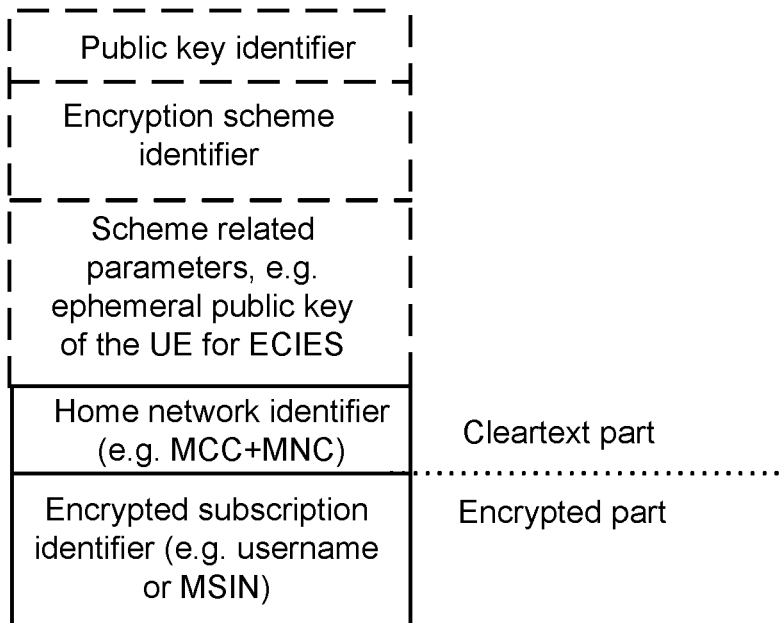 Public key identifier
Encryption scheme
identifier
Scheme related
parameters, e.g.
ephemeral public key
of the UE for ECIES
Home network identifier
(e.g. MCC+MNC)
Cleartext part
Encrypted subscription
identifier (e.g. username
or MSIN)
Encrypted part